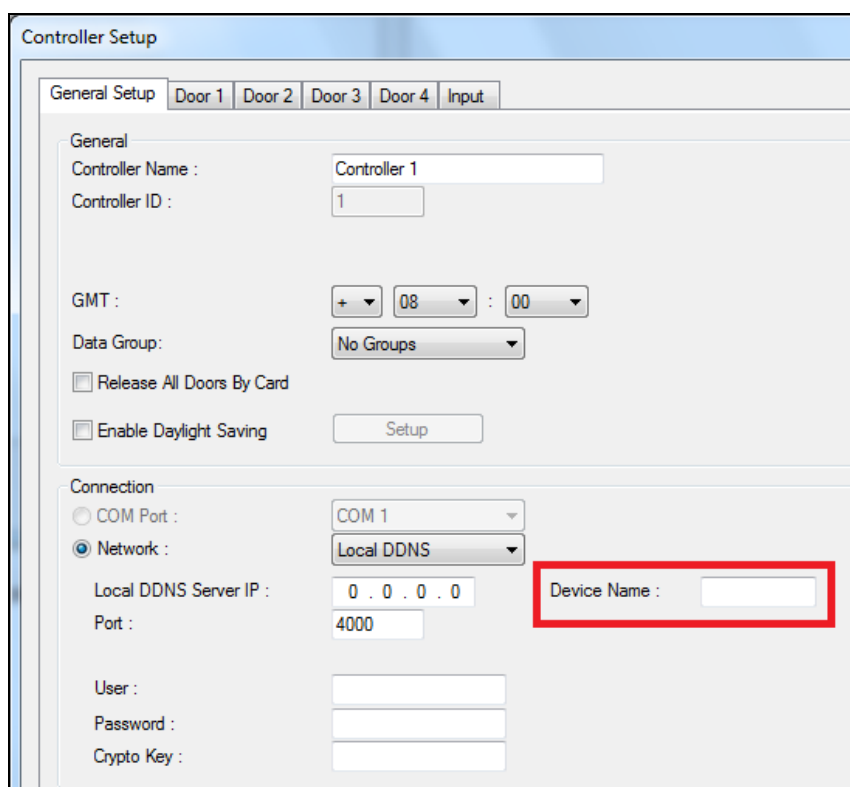 Controller Setup
General Setup Door 1 Door 2 Door 3 Door 4 Input
General
Controller Name : Controller 1
Controller ID : 1
GMT : + 08 : 00
Data Group: No Groups
Release All Doors By Card
Enable Daylight Saving Setup
Connection
COM Port : COM 1
Network : Local DDNS
Local DDNS Server IP : 0 . 0 . 0 . 0 Device Name :
Port : 4000
User :
Password :
Crypto Key :